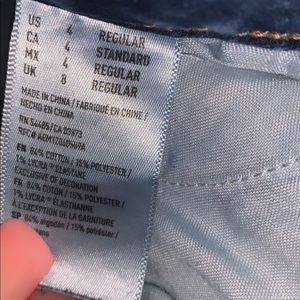 US 4 REGULAR
CA 4 STANDARD
MX 4 REGULAR
UK 8 REGULAR
MADE IN CHINA / FABRIQUÉ EN CHINE /
HECHO EN CHINA
RN 54485/CA 03973
EN 84% COTTON / 15% POLYESTER /
1% LYCRA® ELASTANE
EXCLUSIVE OF DECORATION
FR 84% COTON / 15% POLYESTER /
1% LYCRA® ÉLASTHANNE
À L'EXCEPTION DE LA GARNITURE
SP 84% algodón / 15% poliéster /